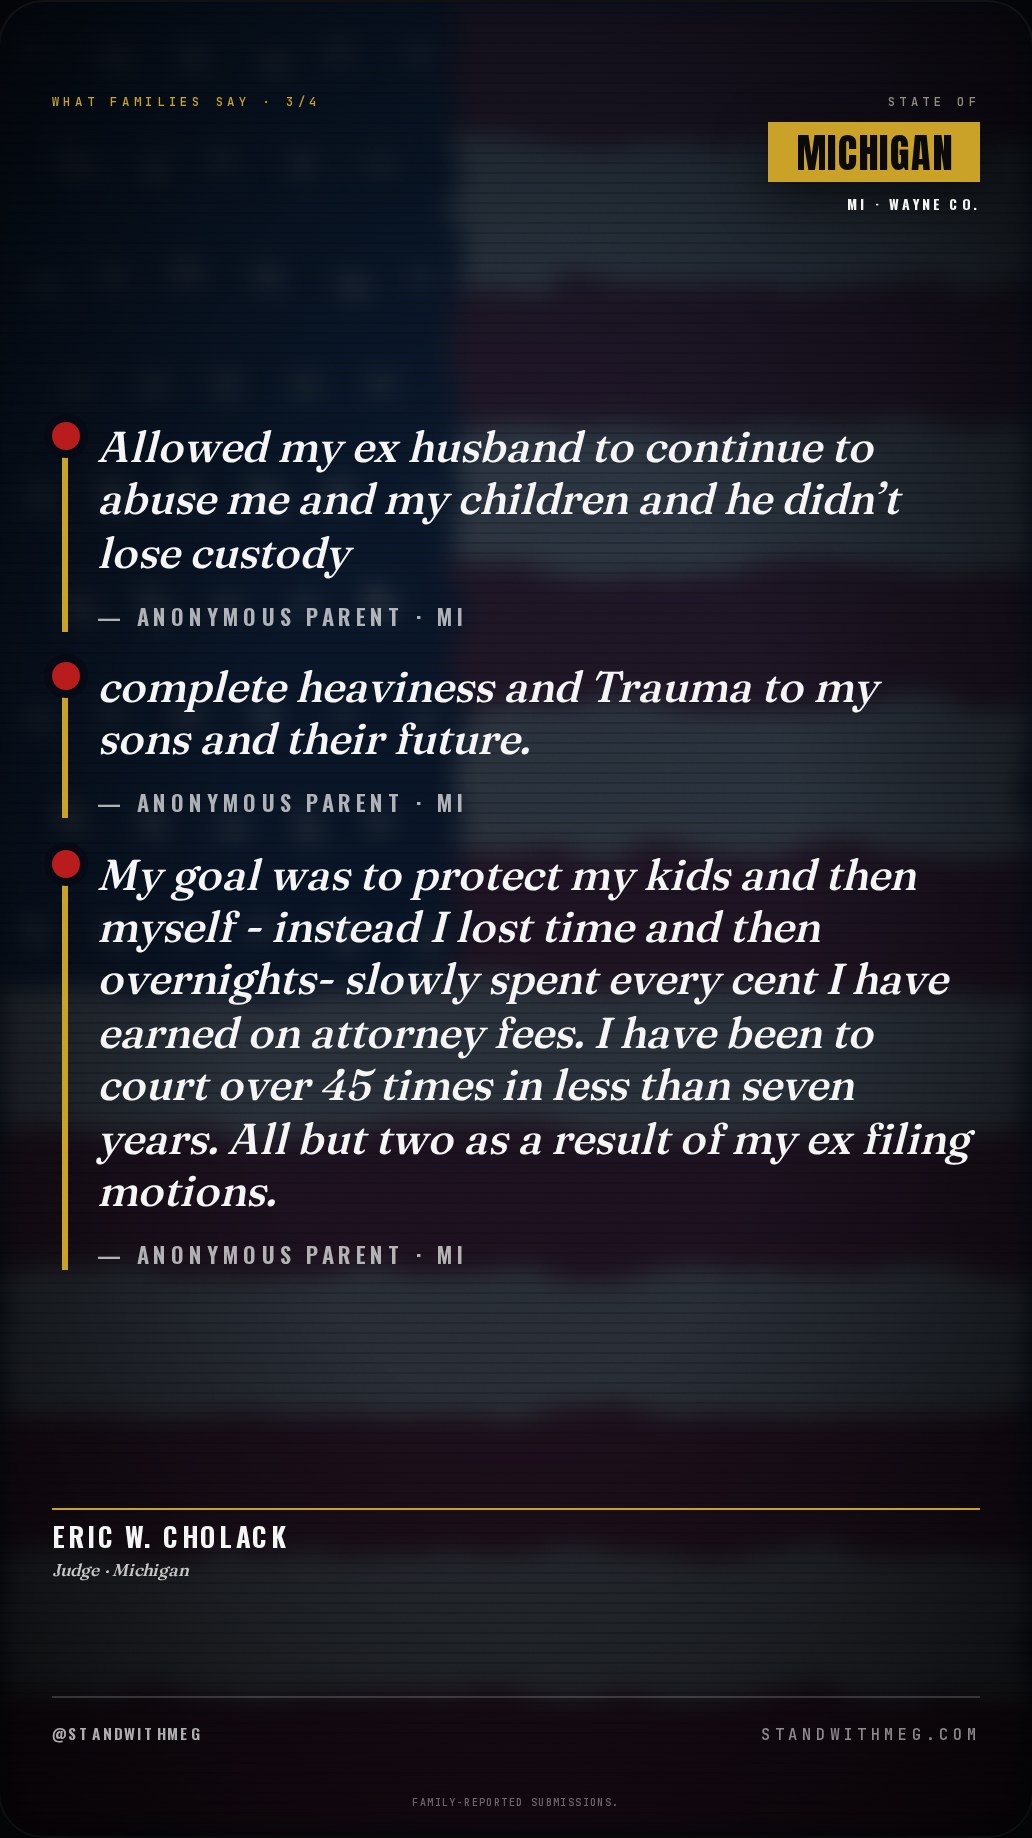 WHAT FAMILIES SAY · 3/4
STATE OF
MICHIGAN
MI · WAYNE CO.
Allowed my ex husband to continue to
abuse me and my children and he didn’t
lose custody
— ANONYMOUS PARENT · MI
complete heaviness and Trauma to my
sons and their future.
— ANONYMOUS PARENT · MI
My goal was to protect my kids and then
myself - instead I lost time and then
overnights- slowly spent every cent I have
earned on attorney fees. I have been to
court over 45 times in less than seven
years. All but two as a result of my ex filing
motions.
— ANONYMOUS PARENT · MI
ERIC W. CHOLACK
Judge · Michigan
@STANDWITHMEG
STANDWITHMEG.COM
FAMILY-REPORTED SUBMISSIONS.